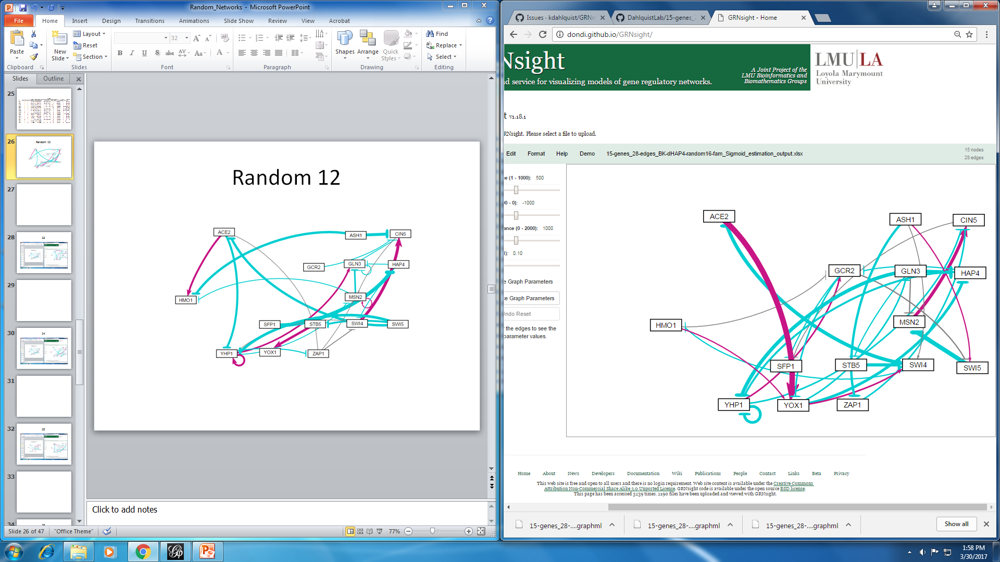 Random_Networks - Microsoft PowerPoint
File Home Insert Design Transitions Animations Slide Show Review View Acrobat
Paste
Clipboard
New
Slide
Layout
Reset
Section
Slides
32
B I U S abc AV Aa A
Font
Paragraph
Shapes
Arrange
Quick
Styles
Drawing
Find
Replace
Select
Editing
Slides Outline
25
26
Random 12
27
28
13
29
30
14
31
32
15
33
34
Random 12
ACE2
ASH1
CIN5
GCR2
GLN3
HAP4
HMO1
MSN2
SFP1
STB5
SWI4
SWI5
YHP1
YOX1
ZAP1
Click to add notes
Slide 26 of 47
"Office Theme"
77%
Issues · kdahlquist/GRNm
DahlquistLab/15-genes_2
GRNsight - Home
dondi.github.io/GRNsight/
Nsight
nd service for visualizing models of gene regulatory networks.
A Joint Project of the
LMU Bioinformatics and
Biomathematics Groups
LMU|LA
Loyola Marymount
University
t v1.18.1
RNsight. Please select a file to upload.
Edit Format Help Demo 15-genes_28-edges_BK-dHAP4-random16-fam_Sigmoid_estimation_output.xlsx
15 nodes
28 edges
ce (1 - 1000): 500
00 - 0): -1000
ance (0 - 2000): 1000
l): 0.10
e Graph Parameters
ce Graph Parameters
Undo Reset
r the edges to see the
parameter values.
ACE2
ASH1
CIN5
GCR2
GLN3
HAP4
HMO1
MSN2
SFP1
STB5
SWI4
SWI5
YHP1
YOX1
ZAP1
Home About News Developers Documentation Wiki Publications People Contact Links Beta Privacy
This web site is free and open to all users and there is no login requirement. Web site content is available under the Creative Commons
Attribution Non-Commercial Share Alike 3.0 Unported License. GRNsight code is available under the open source BSD license.
This page has been accessed 3239 times. 2190 files have been uploaded and viewed with GRNsight.
15-genes_28-....graphml
15-genes_28-....graphml
15-genes_28-....graphml
Show all
1:58 PM
3/30/2017